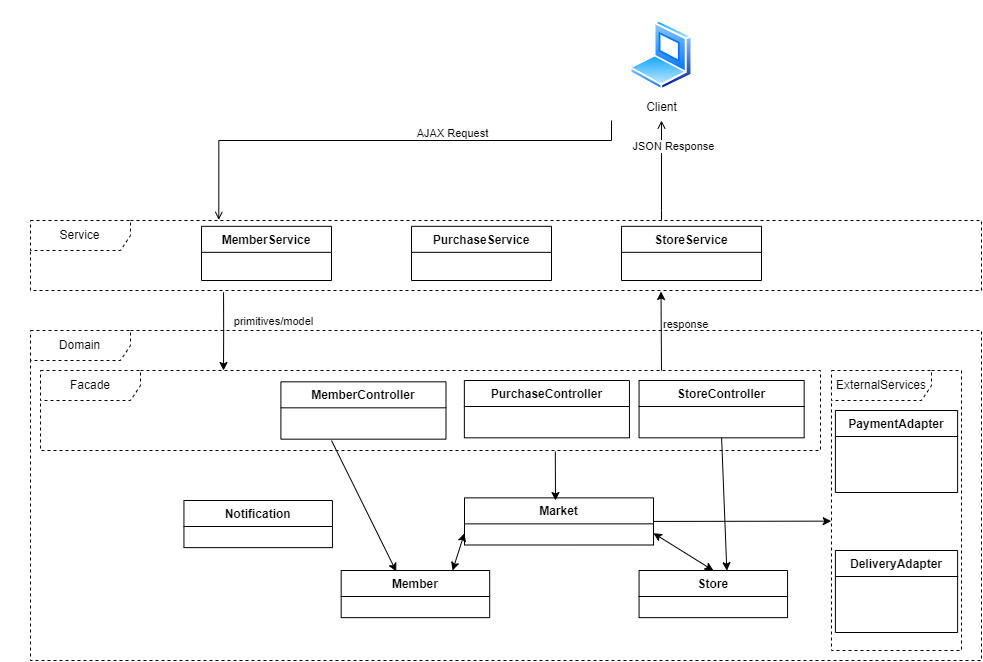 Client
AJAX Request
JSON Response
Service
MemberService
PurchaseService
StoreService
primitives/model
response
Domain
Facade
MemberController
PurchaseController
StoreController
ExternalServices
PaymentAdapter
Notification
Market
DeliveryAdapter
Member
Store